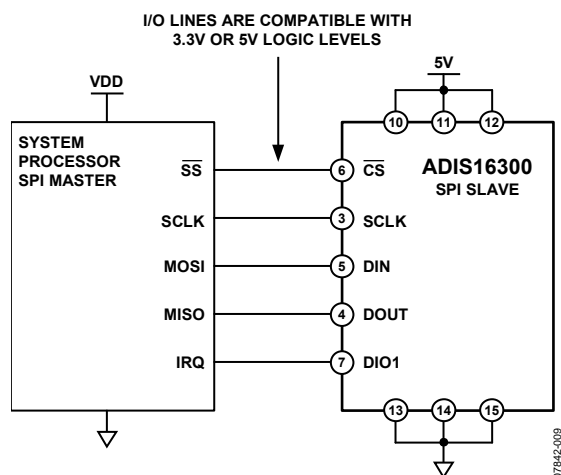 I/O LINES ARE COMPATIBLE WITH
3.3V OR 5V LOGIC LEVELS
VDD
5V
10 11 12
SYSTEM
PROCESSOR
SPI MASTER
ADIS16300
SPI SLAVE
SS 6 CS
SCLK 3 SCLK
MOSI 5 DIN
MISO 4 DOUT
IRQ 7 DIO1
13 14 15
07842-009